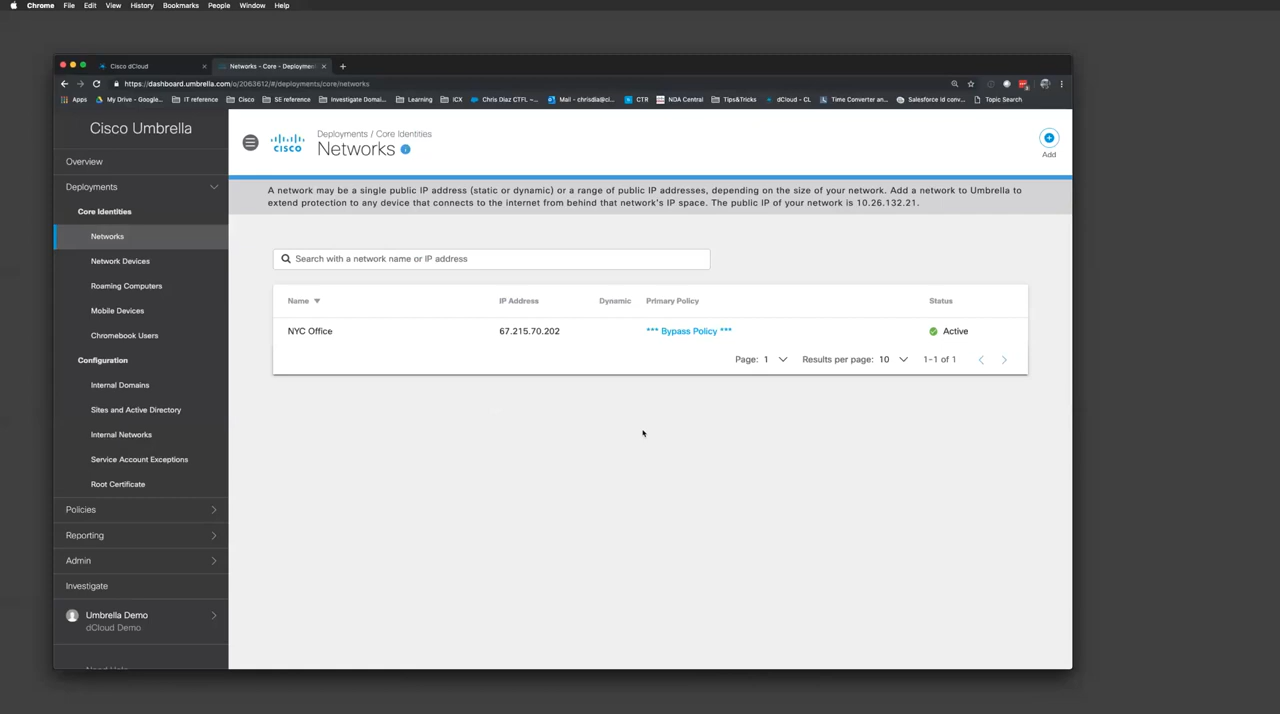 Chrome File Edit View History Bookmarks People Window Help
Cisco dCloud
Networks - Core - Deploymen
https://dashboard.umbrella.com/o/2063612/#/deployments/core/networks
Apps My Drive - Google... IT reference Cisco SE reference Investigate Domai... Learning ICX Chris Diaz CTFL –... Mail - chrisdia@ci... CTR NDA Central Tips&Tricks dCloud - CL Time Converter an... Salesforce id conv... Topic Search
Cisco Umbrella
Overview
Deployments
Core Identities
Networks
Network Devices
Roaming Computers
Mobile Devices
Chromebook Users
Configuration
Internal Domains
Sites and Active Directory
Internal Networks
Service Account Exceptions
Root Certificate
Policies
Reporting
Admin
Investigate
Umbrella Demo
dCloud Demo
CISCO
Deployments / Core Identities
Networks
Add
A network may be a single public IP address (static or dynamic) or a range of public IP addresses, depending on the size of your network. Add a network to Umbrella to
extend protection to any device that connects to the internet from behind that network's IP space. The public IP of your network is 10.26.132.21.
Search with a network name or IP address
Name IP Address Dynamic Primary Policy Status
NYC Office 67.215.70.202 *** Bypass Policy *** Active
Page: 1 Results per page: 10 1–1 of 1